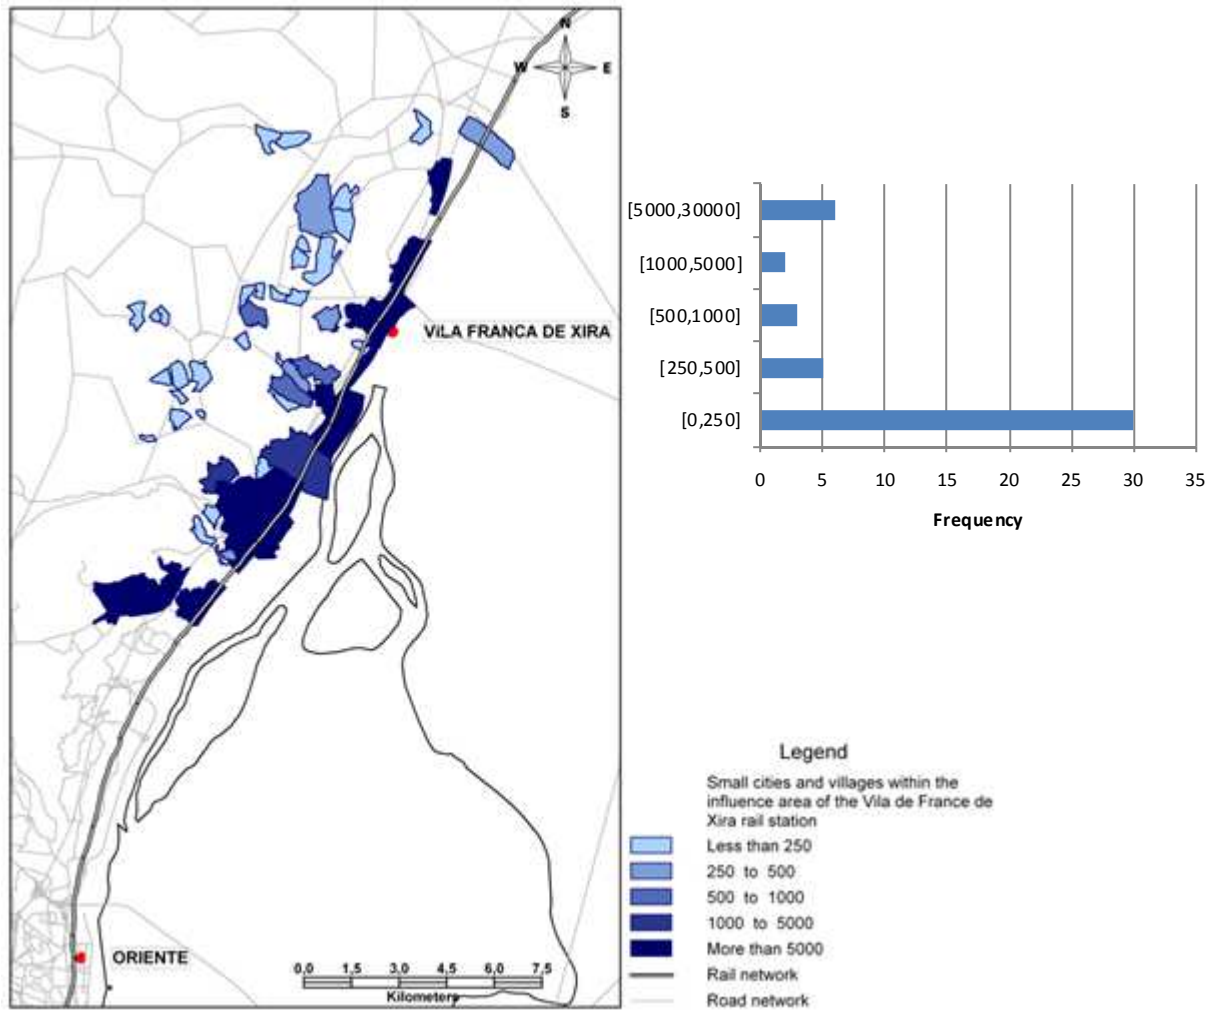 N
W E
S
VILA FRANCA DE XIRA
ORIENTE
0,0 1,5 3,0 4,5 6,0 7,5
Kilometers
[5000,30000]
[1000,5000]
[500,1000]
[250,500]
[0,250]
0 5 10 15 20 25 30 35
Frequency
Legend
Small cities and villages within the
influence area of the Vila de France de
Xira rail station
Less than 250
250 to 500
500 to 1000
1000 to 5000
More than 5000
Rail network
Road network